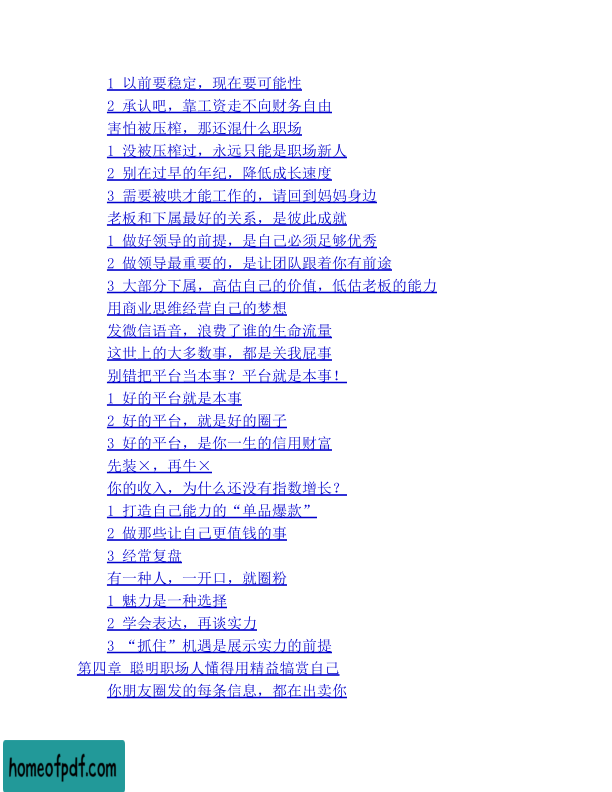 1 以前要稳定，现在要可能性
2 承认吧，靠工资走不向财务自由
害怕被压榨，那还混什么职场
1 没被压榨过，永远只能是职场新人
2 别在过早的年纪，降低成长速度
3 需要被哄才能工作的，请回到妈妈身边
老板和下属最好的关系，是彼此成就
1 做好领导的前提，是自己必须足够优秀
2 做领导最重要的，是让团队跟着你有前途
3 大部分下属，高估自己的价值，低估老板的能力
用商业思维经营自己的梦想
发微信语音，浪费了谁的生命流量
这世上的大多数事，都是关我屁事
别错把平台当本事？平台就是本事！
1 好的平台就是本事
2 好的平台，就是好的圈子
3 好的平台，是你一生的信用财富
先装×，再牛×
你的收入，为什么还没有指数增长？
1 打造自己能力的“单品爆款”
2 做那些让自己更值钱的事
3 经常复盘
有一种人，一开口，就圈粉
1 魅力是一种选择
2 学会表达，再谈实力
3 “抓住”机遇是展示实力的前提
第四章 聪明职场人懂得用精益犒赏自己
你朋友圈发的每条信息，都在出卖你
homeofpdf.com